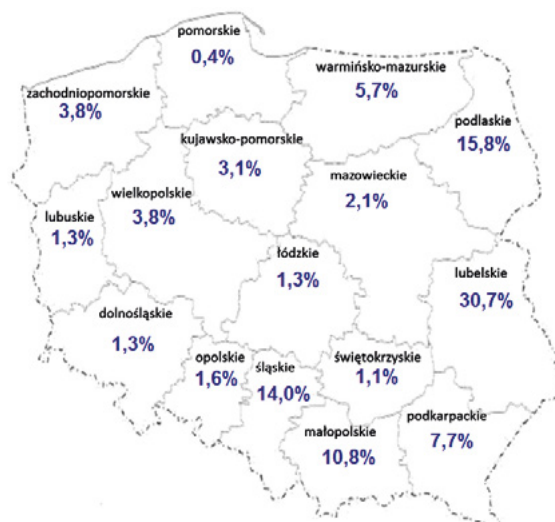 pomorskie
0,4%
warmińsko-mazurskie
5,7%
zachodniopomorskie
3,8%
podlaskie
15,8%
kujawsko-pomorskie
3,1%
mazowieckie
2,1%
wielkopolskie
3,8%
lubuskie
1,3%
łódzkie
1,3%
lubelskie
30,7%
dolnośląskie
1,3%
opolskie
1,6%
śląskie
14,0%
świętokrzyskie
1,1%
małopolskie
10,8%
podkarpackie
7,7%